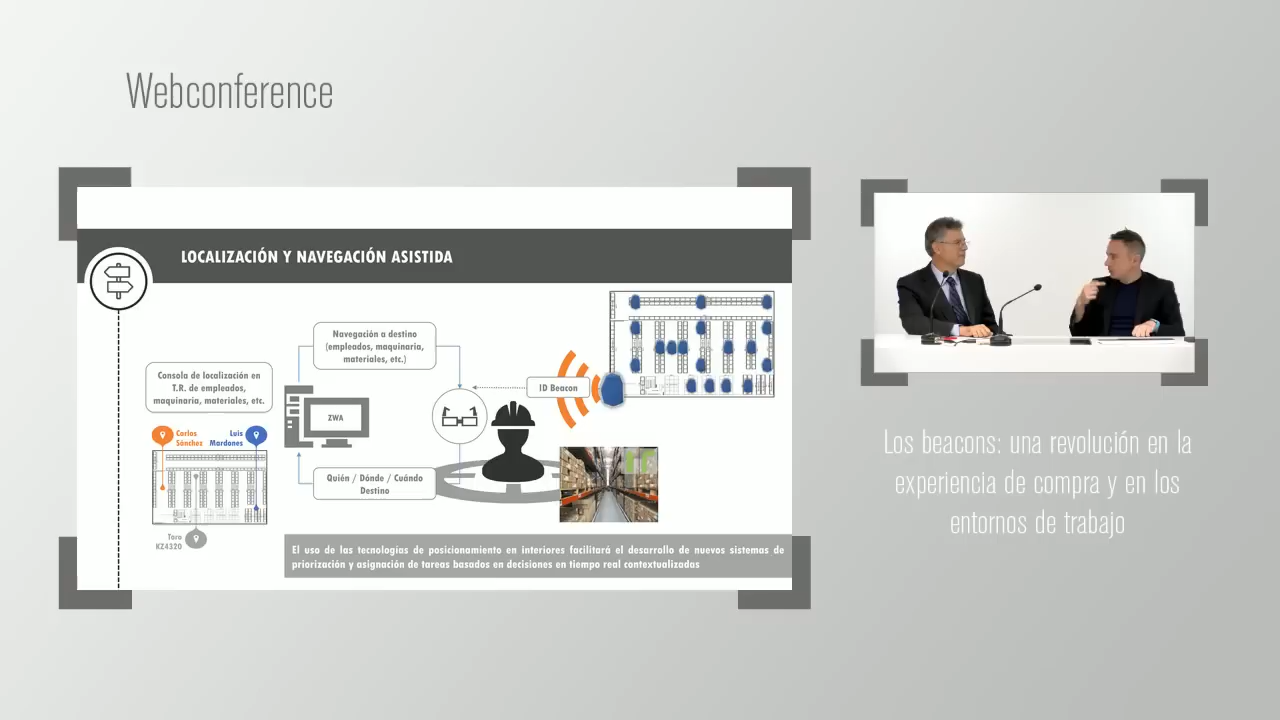 Webconference
LOCALIZACIÓN Y NAVEGACIÓN ASISTIDA
Navegación a destino
(empleados, maquinaria,
materiales, etc.)
Consola de localización en
T.R. de empleados,
maquinaria, materiales, etc.
ID Beacon
ZWA
Carlos
Sánchez
Luis
Mardones
Quién / Dónde / Cuándo
Destino
Toro
KZ4320
El uso de las tecnologías de posicionamiento en interiores facilitará el desarrollo de nuevos sistemas de
priorización y asignación de tareas basados en decisiones en tiempo real contextualizadas
Los beacons: una revolución en la
experiencia de compra y en los
entornos de trabajo